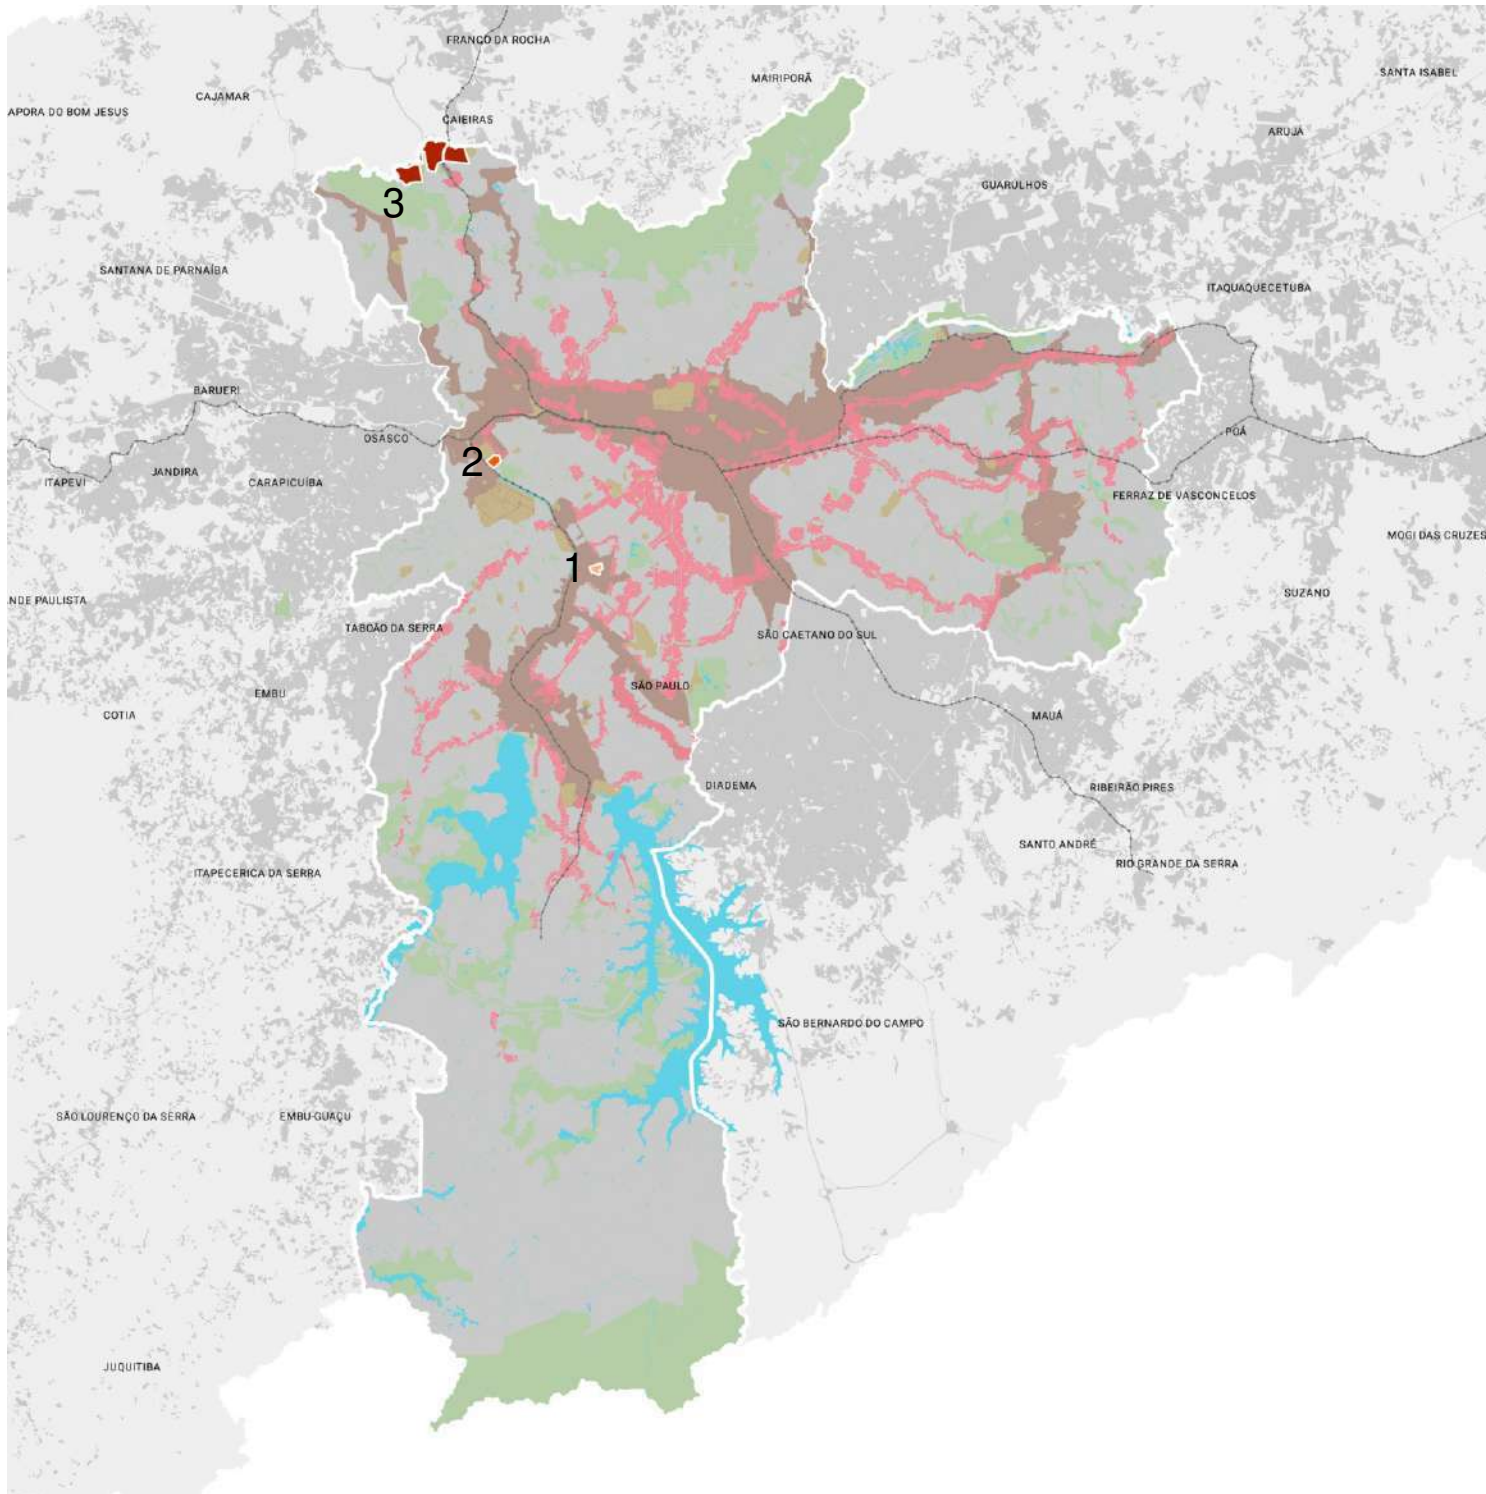 FRANCO DA ROCHA
SANTA ISABEL
MAIRIPORÃ
CAJAMAR
APORA DO BOM JESUS
CAIEIRAS
ARUJÁ
GUARULHOS
3
SANTANA DE PARNAÍBA
ITAQUAQUECETUBA
BARUERI
OSASCO
POÁ
2
JANDIRA
ITAPEVI
CARAPICUÍBA
FERRAZ DE VASCONCELOS
MOGI DAS CRUZES
1
SUZANO
NDE PAULISTA
TABOÃO DA SERRA
SÃO CAETANO DO SUL
SÃO PAULO
EMBU
COTIA
MAUÁ
DIADEMA
RIBEIRÃO PIRES
SANTO ANDRÉ
RIO GRANDE DA SERRA
ITAPECERICA DA SERRA
SÃO BERNARDO DO CAMPO
SÃO LOURENÇO DA SERRA
EMBU-GUAÇU
JUQUITIBA